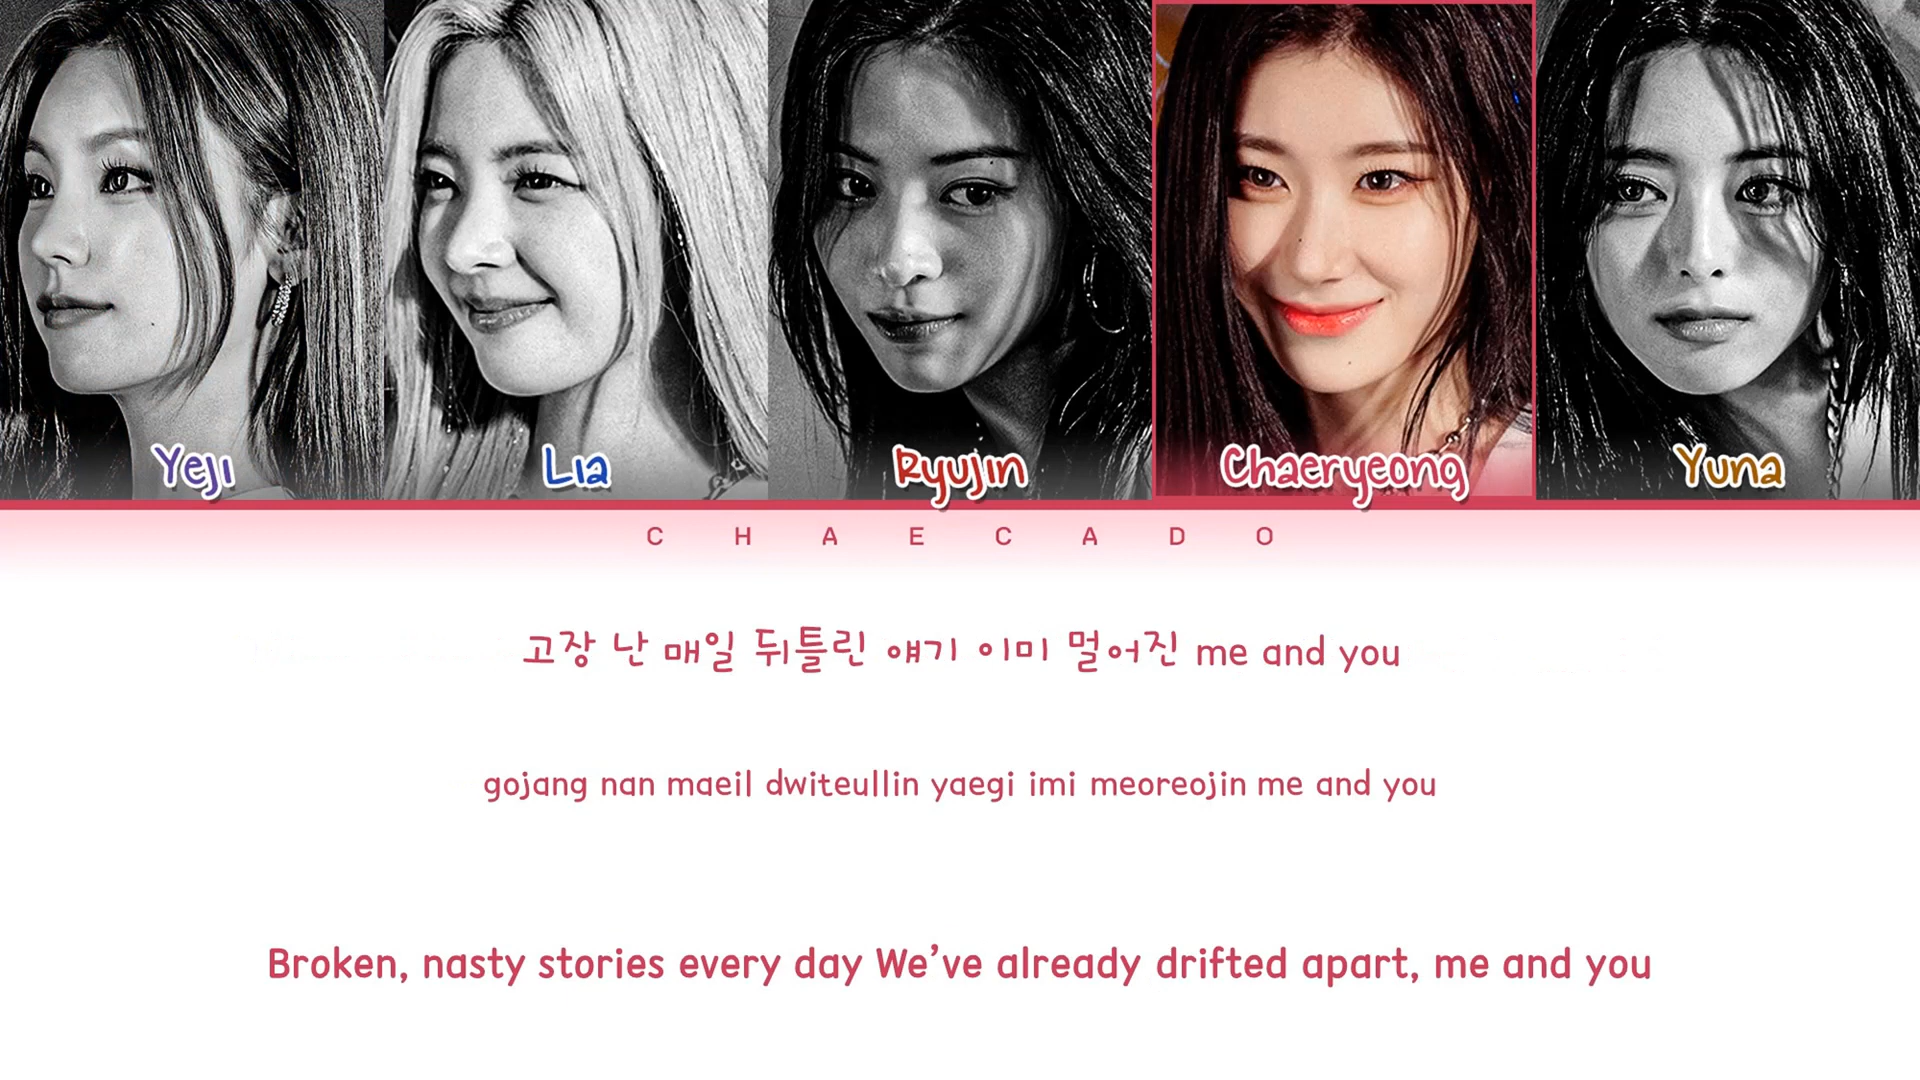 Yeji
Lia
Ryujin
Chaeryeong
Yuna
CHAECADO
고장 난 매일 뒤틀린 얘기 이미 멀어진 me and you
gojang nan maeil dwiteullin yaegi imi meoreojin me and you
Broken, nasty stories every day We’ve already drifted apart, me and you